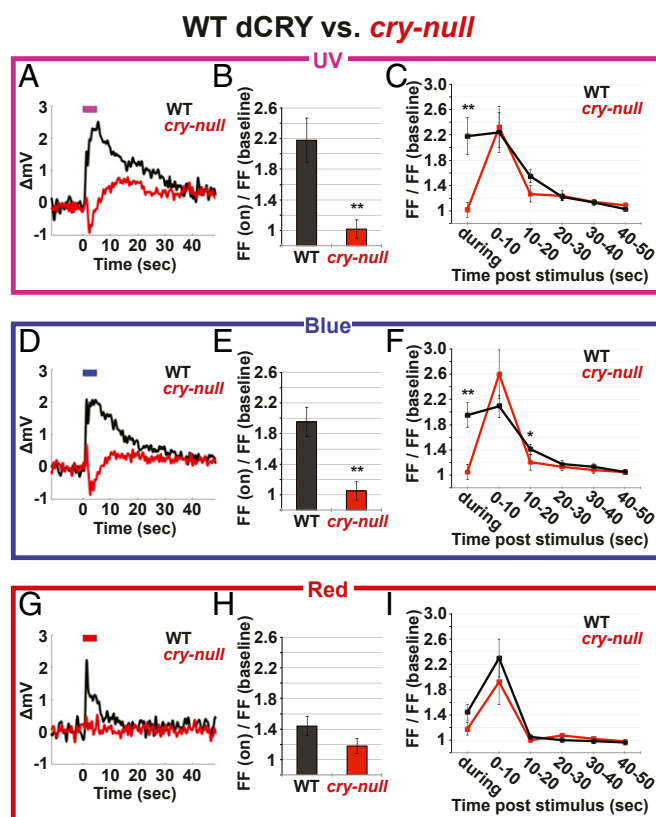 WT dCRY vs. cry-null
UV
A
ΔmV
3
2
1
0
-1
WT
cry-null
0 10 20 30 40
Time (sec)
B
FF (on) / FF (baseline)
2.6
2.2
1.8
1.4
1
**
WT cry-null
C
FF / FF (baseline)
3.0
2.6
2.2
1.8
1.4
1
**
WT
cry-null
during 0-10 10-20 20-30 30-40 40-50
Time post stimulus (sec)
Blue
D
ΔmV
3
2
1
0
-1
WT
cry-null
0 10 20 30 40
Time (sec)
E
FF (on) / FF (baseline)
2.6
2.2
1.8
1.4
1
**
WT cry-null
F
FF / FF (baseline)
3.0
2.6
2.2
1.8
1.4
1
**
*
WT
cry-null
during 0-10 10-20 20-30 30-40 40-50
Time post stimulus (sec)
Red
G
ΔmV
3
2
1
0
-1
WT
cry-null
0 10 20 30 40
Time (sec)
H
FF (on) / FF (baseline)
2.6
2.2
1.8
1.4
1
WT cry-null
I
FF / FF (baseline)
3.0
2.6
2.2
1.8
1.4
1
WT
cry-null
during 0-10 10-20 20-30 30-40 40-50
Time post stimulus (sec)